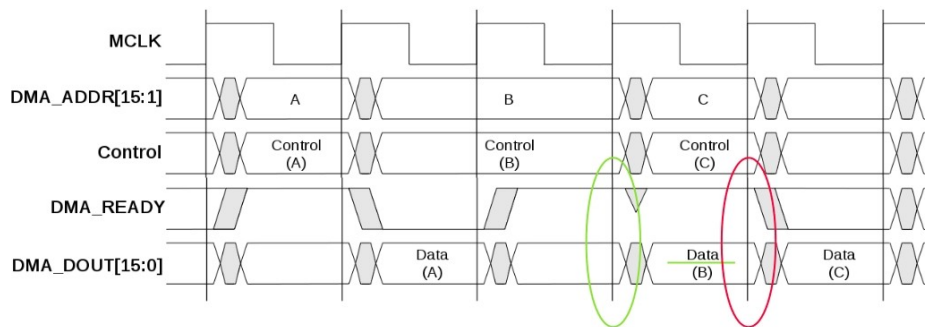 MCLK
DMA_ADDR[15:1]
A
B
C
Control
Control
(A)
Control
(B)
Control
(C)
DMA_READY
DMA_DOUT[15:0]
Data
(A)
Data
(B)
Data
(C)